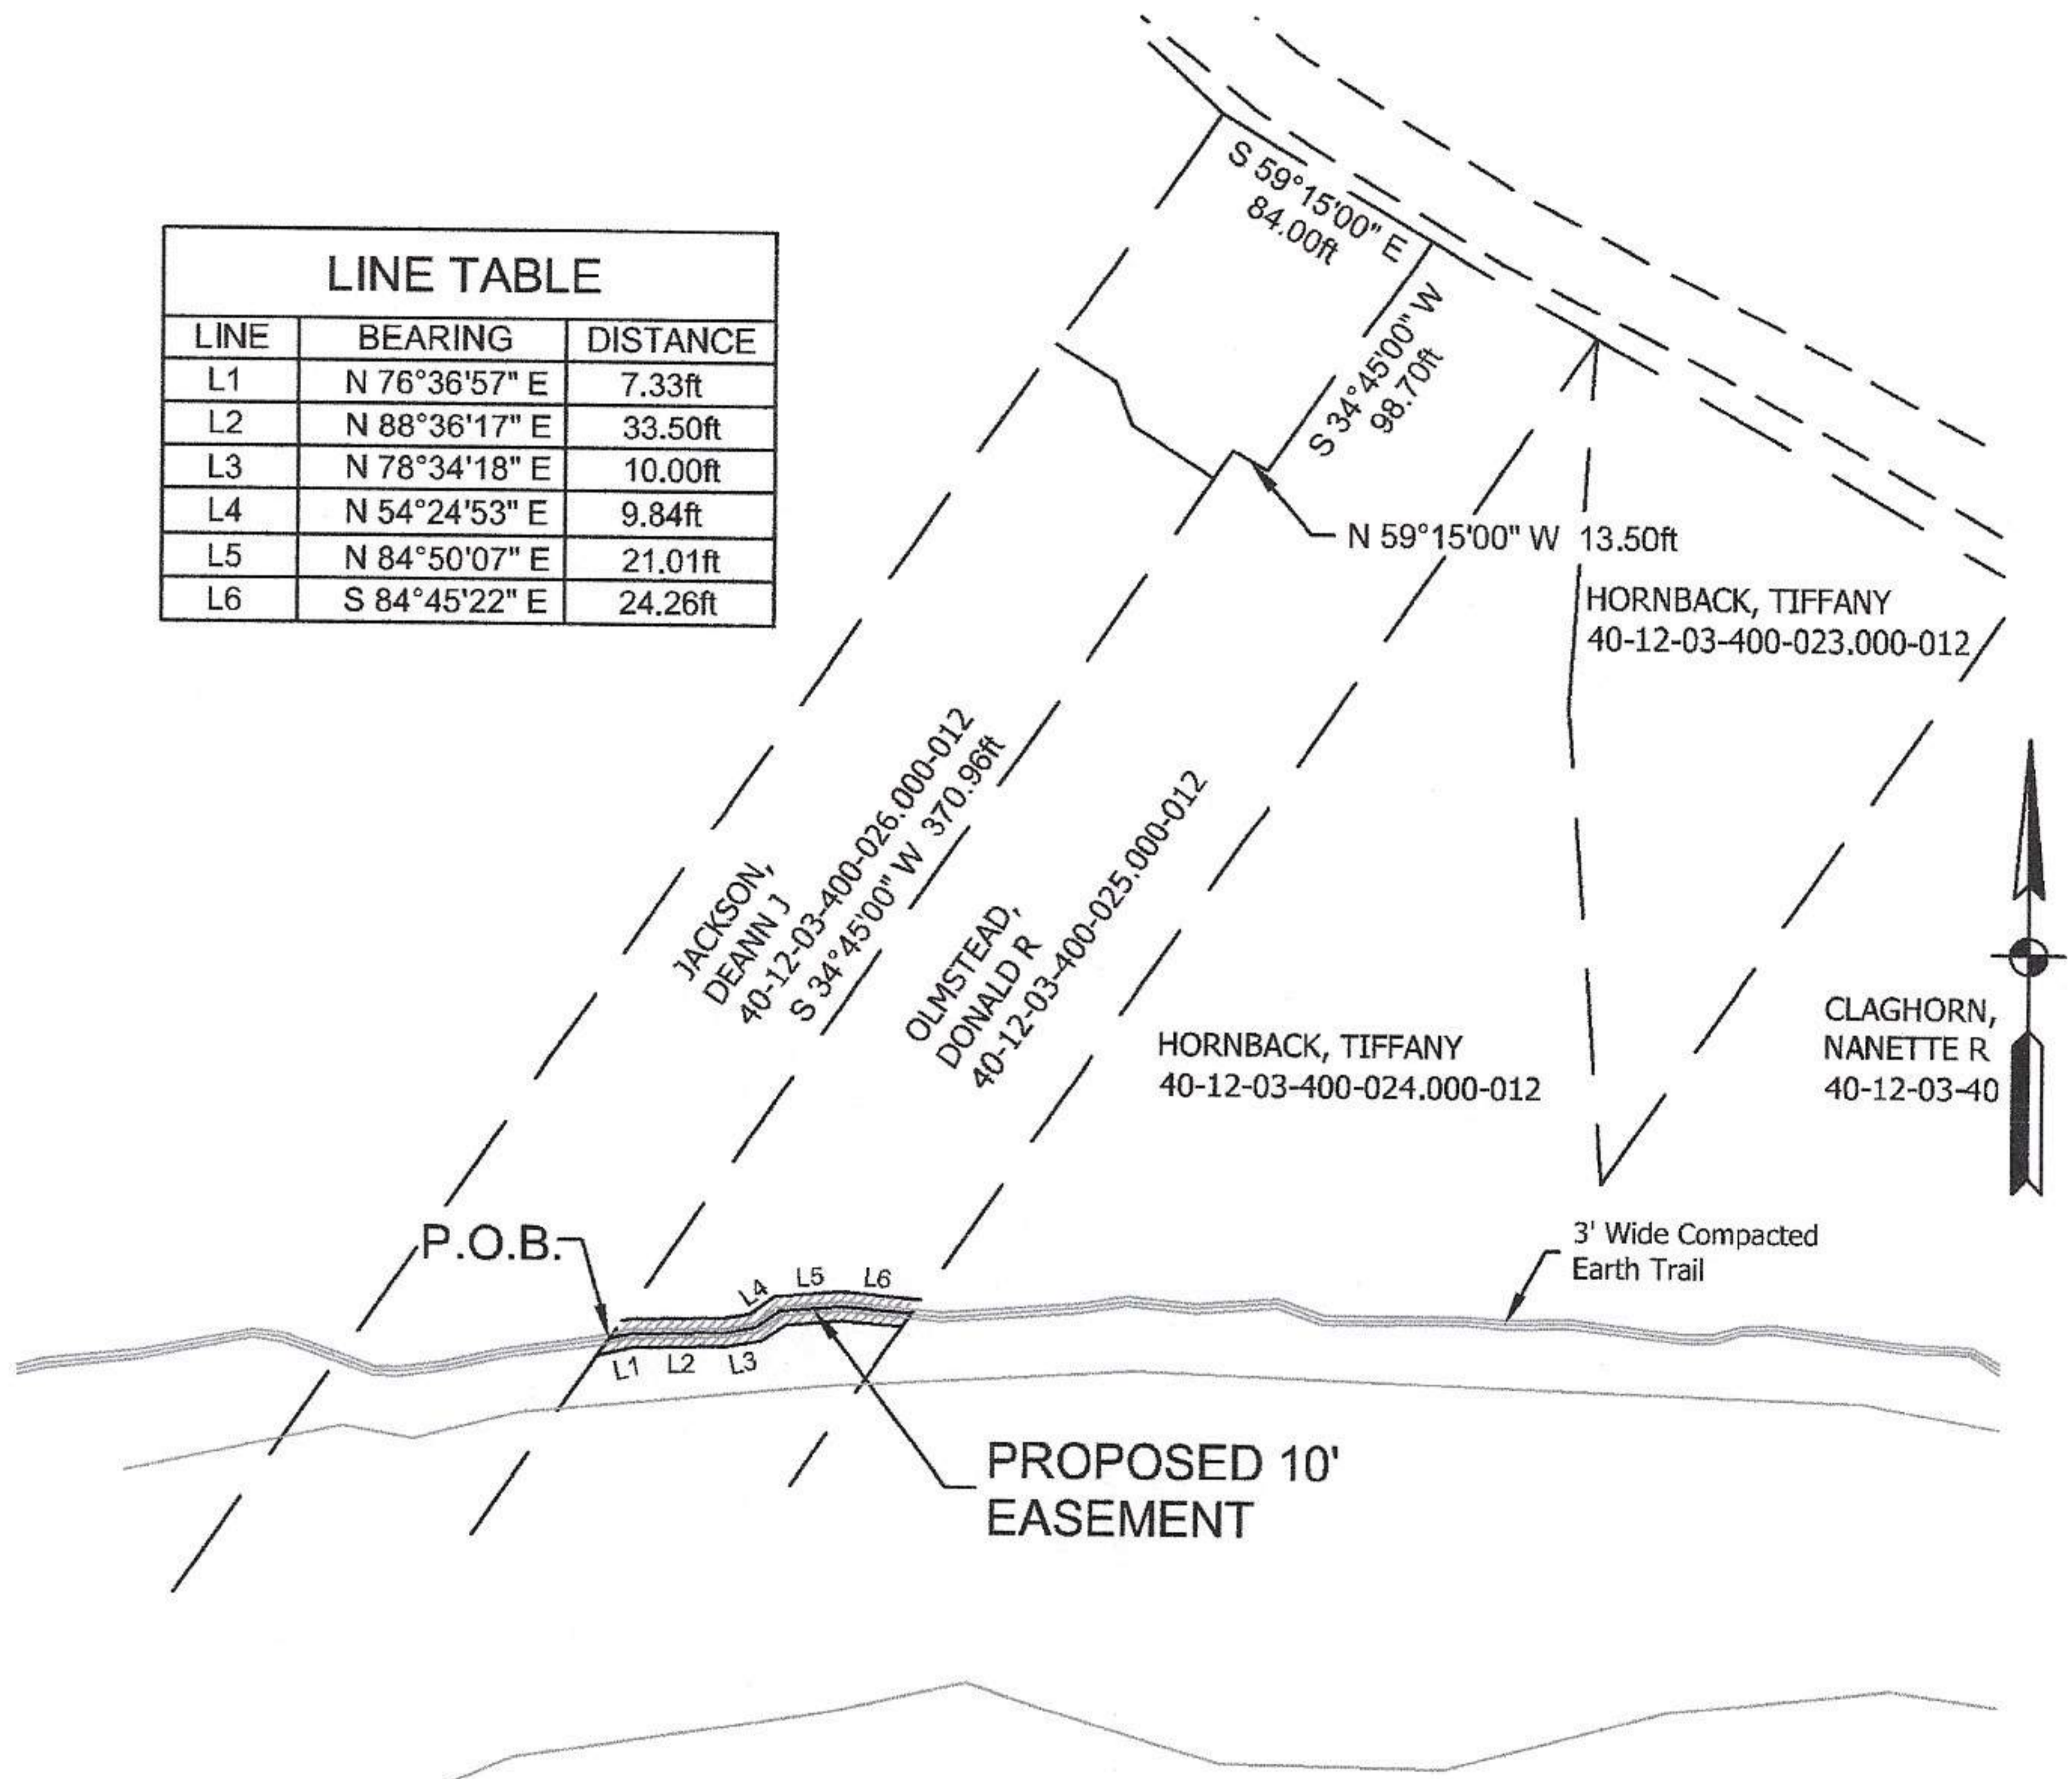 S 59°15'00" E
84.00ft
S 34°45'00" W
98.70ft
N 59°15'00" W 13.50ft
LINE TABLE
LINE BEARING DISTANCE
L1 N 76°36'57" E 7.33ft
L2 N 88°36'17" E 33.50ft
L3 N 78°34'18" E 10.00ft
L4 N 54°24'53" E 9.84ft
L5 N 84°50'07" E 21.01ft
L6 S 84°45'22" E 24.26ft
HORNBACK, TIFFANY
40-12-03-400-023.000-012
JACKSON,
DEANN J
40-12-03-400-026.000-012
S 34°45'00" W 370.96ft
OLMSTEAD,
DONALD R
40-12-03-400-025.000-012
HORNBACK, TIFFANY
40-12-03-400-024.000-012
CLAGHORN,
NANETTE R
40-12-03-40
P.O.B.
3' Wide Compacted
Earth Trail
L4 L5 L6
L1 L2 L3
PROPOSED 10'
EASEMENT